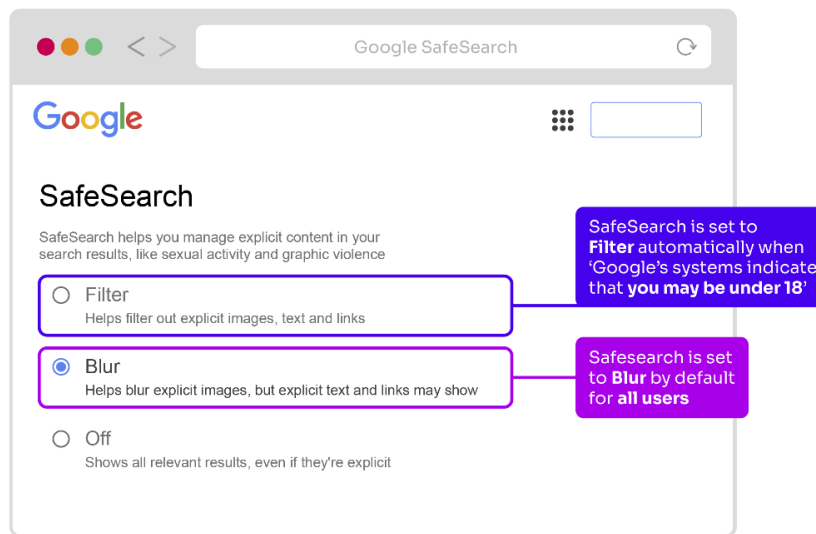 Google SafeSearch
Google
SafeSearch
SafeSearch helps you manage explicit content in your
search results, like sexual activity and graphic violence
Filter
Helps filter out explicit images, text and links
SafeSearch is set to
Filter automatically when
‘Google's systems indicate
that you may be under 18’
Blur
Helps blur explicit images, but explicit text and links may show
Safesearch is set
to Blur by default
for all users
Off
Shows all relevant results, even if they're explicit